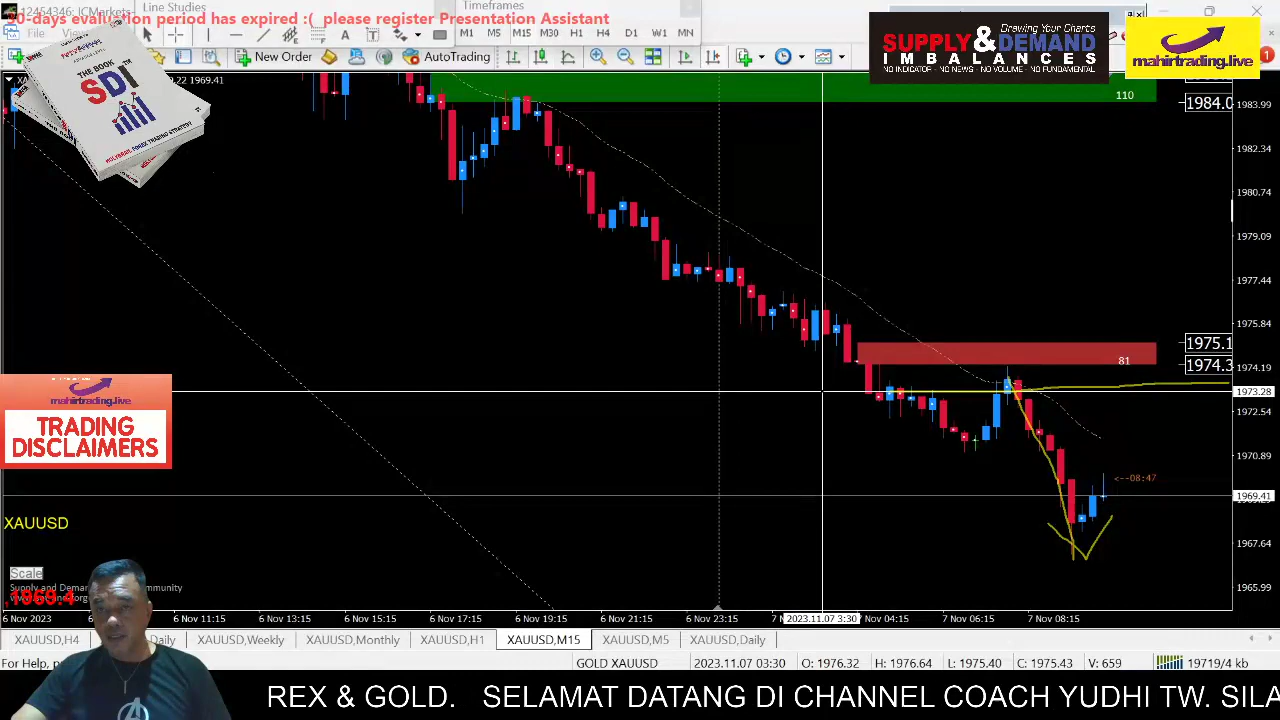 12454346: ICMarkets
Line Studies
Timeframes
30-days evaluation period has expired :( please register Presentation Assistant
File
M1 M5 M15 M30 H1 H4 D1 W1 MN
New Order
AutoTrading
Drawing Your Charts
SUPPLY & DEMAND
IMBALANCES
NO INDICATOR - NO NEWS - NO VOLUME - NO FUNDAMENTAL
mahirtrading.live
1
.22 1969.41
THE BOOK
SDI
110
1984.0
1983.99
1982.34
1980.74
1979.09
1977.44
1975.84
1975.1
81
1974.3
1974.19
1973.28
1972.54
1970.89
<--08:47
1969.41
1967.64
1965.99
mahirtrading.live
TRADING
DISCLAIMERS
XAUUSD
Scale
1969.4
6 Nov 2023
6 Nov 11:15
6 Nov 13:15
6 Nov 15:15
6 Nov 17:15
6 Nov 19:15
6 Nov 21:15
6 Nov 23:15
2023.11.07 03:30
Nov 04:15
7 Nov 06:15
7 Nov 08:15
XAUUSD,H4
Daily
XAUUSD,Weekly
XAUUSD,Monthly
XAUUSD,H1
XAUUSD,M15
XAUUSD,M5
XAUUSD,Daily
For Help, p
GOLD XAUUSD
2023.11.07 03:30
O: 1976.32
H: 1976.64
L: 1975.40
C: 1975.43
V: 659
19719/4 kb
REX & GOLD. SELAMAT DATANG DI CHANNEL COACH YUDHI TW. SILA